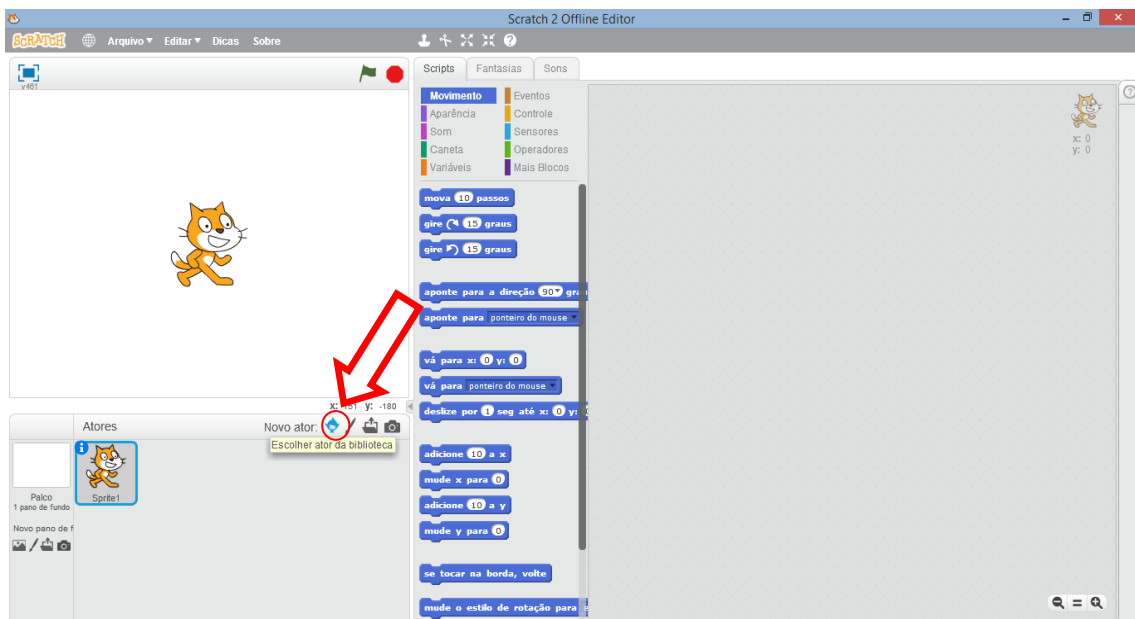 Scratch 2 Offline Editor
SCRATCH Arquivo Editar Dicas Sobre
v461
Scripts Fantasias Sons
Movimento Eventos
Aparência Controle
Som Sensores
Caneta Operadores
Variáveis Mais Blocos
mova 10 passos
gire 15 graus
gire 15 graus
aponte para a direção 90 gra
aponte para ponteiro do mouse
vá para x: 0 y: 0
vá para ponteiro do mouse
deslize por 1 seg até x: 0 y:
adicione 10 a x
mude x para 0
adicione 10 a y
mude y para 0
se tocar na borda, volte
mude o estilo de rotação para
x: 0
y: 0
y: -180
Atores Novo ator:
Escolher ator da biblioteca
Sprite1
Palco
1 pano de fundo
Novo pano de f